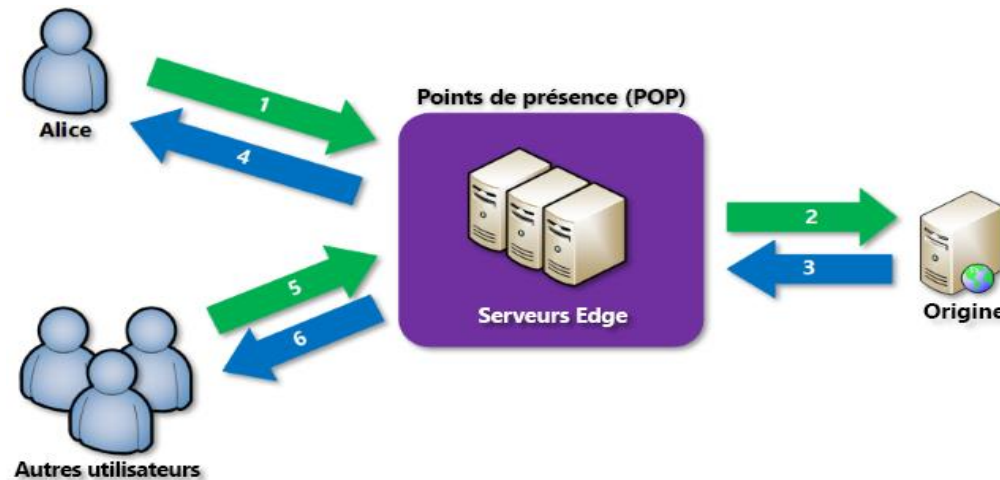 Alice
1
4
Points de présence (POP)
Serveurs Edge
2
3
Origine
5
6
Autres utilisateurs